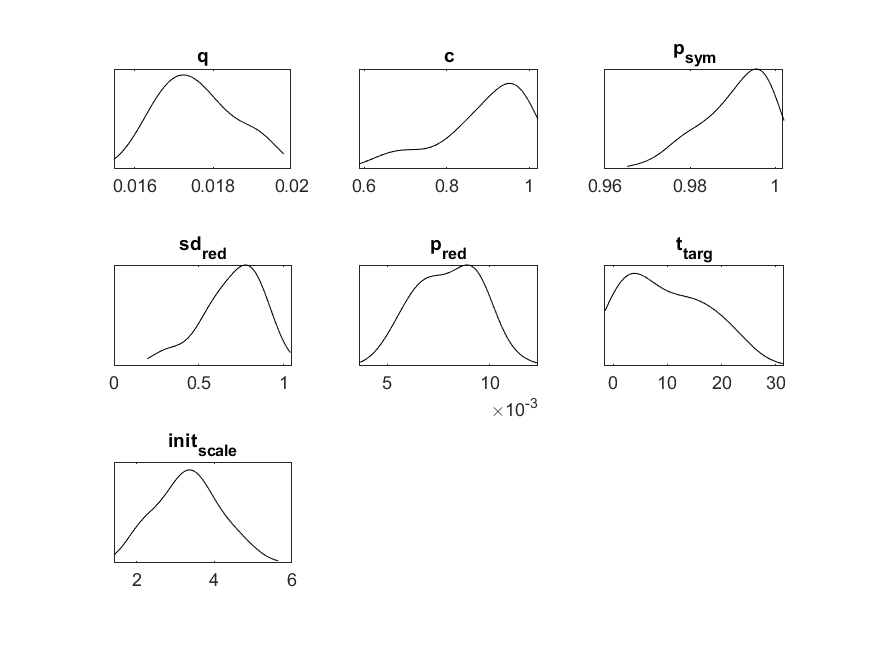 q
c
p_sym
0.016 0.018 0.02
0.6 0.8 1
0.96 0.98 1
sd_red
p_red
t_targ
0 0.5 1
5 10
×10^-3
0 10 20 30
init_scale
2 4 6